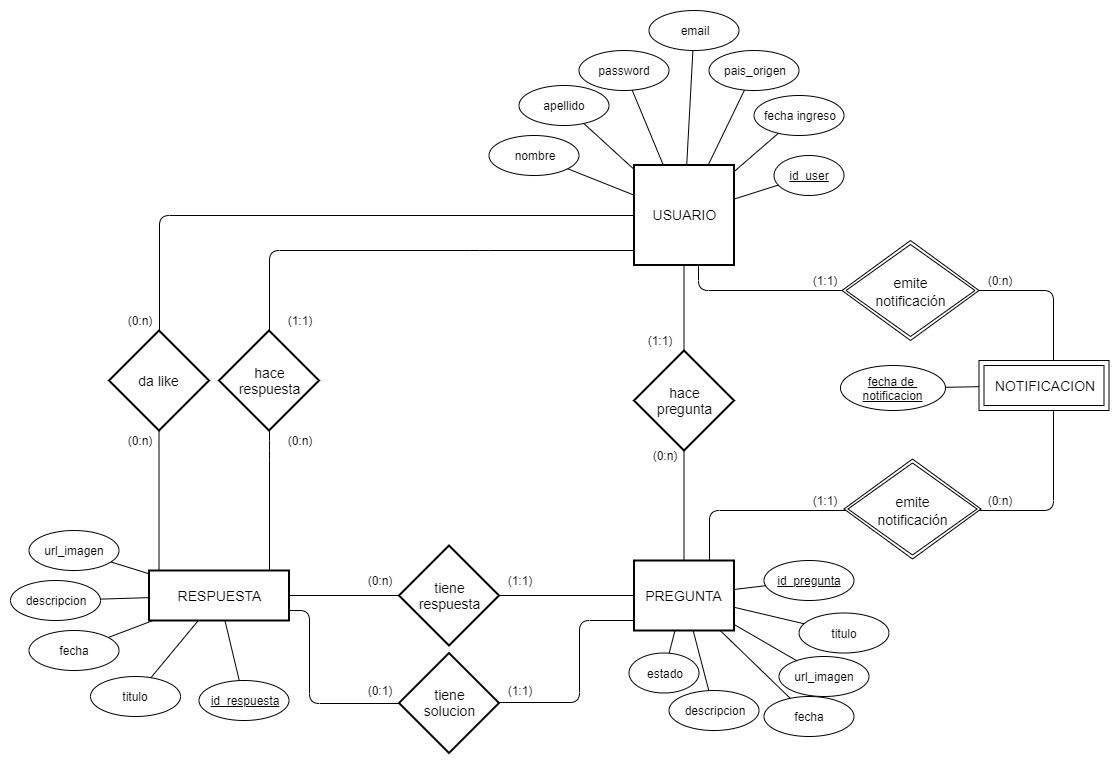 email
password
pais_origen
apellido
fecha ingreso
nombre
id_user
USUARIO
(1:1)
emite
notificación
(0:n)
(0:n)
(1:1)
(1:1)
da like
hace
respuesta
hace
pregunta
fecha de
notificacion
NOTIFICACION
(0:n)
(0:n)
(0:n)
(1:1)
emite
notificación
(0:n)
url_imagen
descripcion
fecha
titulo
id_respuesta
RESPUESTA
(0:n)
tiene
respuesta
(1:1)
PREGUNTA
id_pregunta
titulo
url_imagen
fecha
descripcion
estado
(0:1)
tiene
solucion
(1:1)